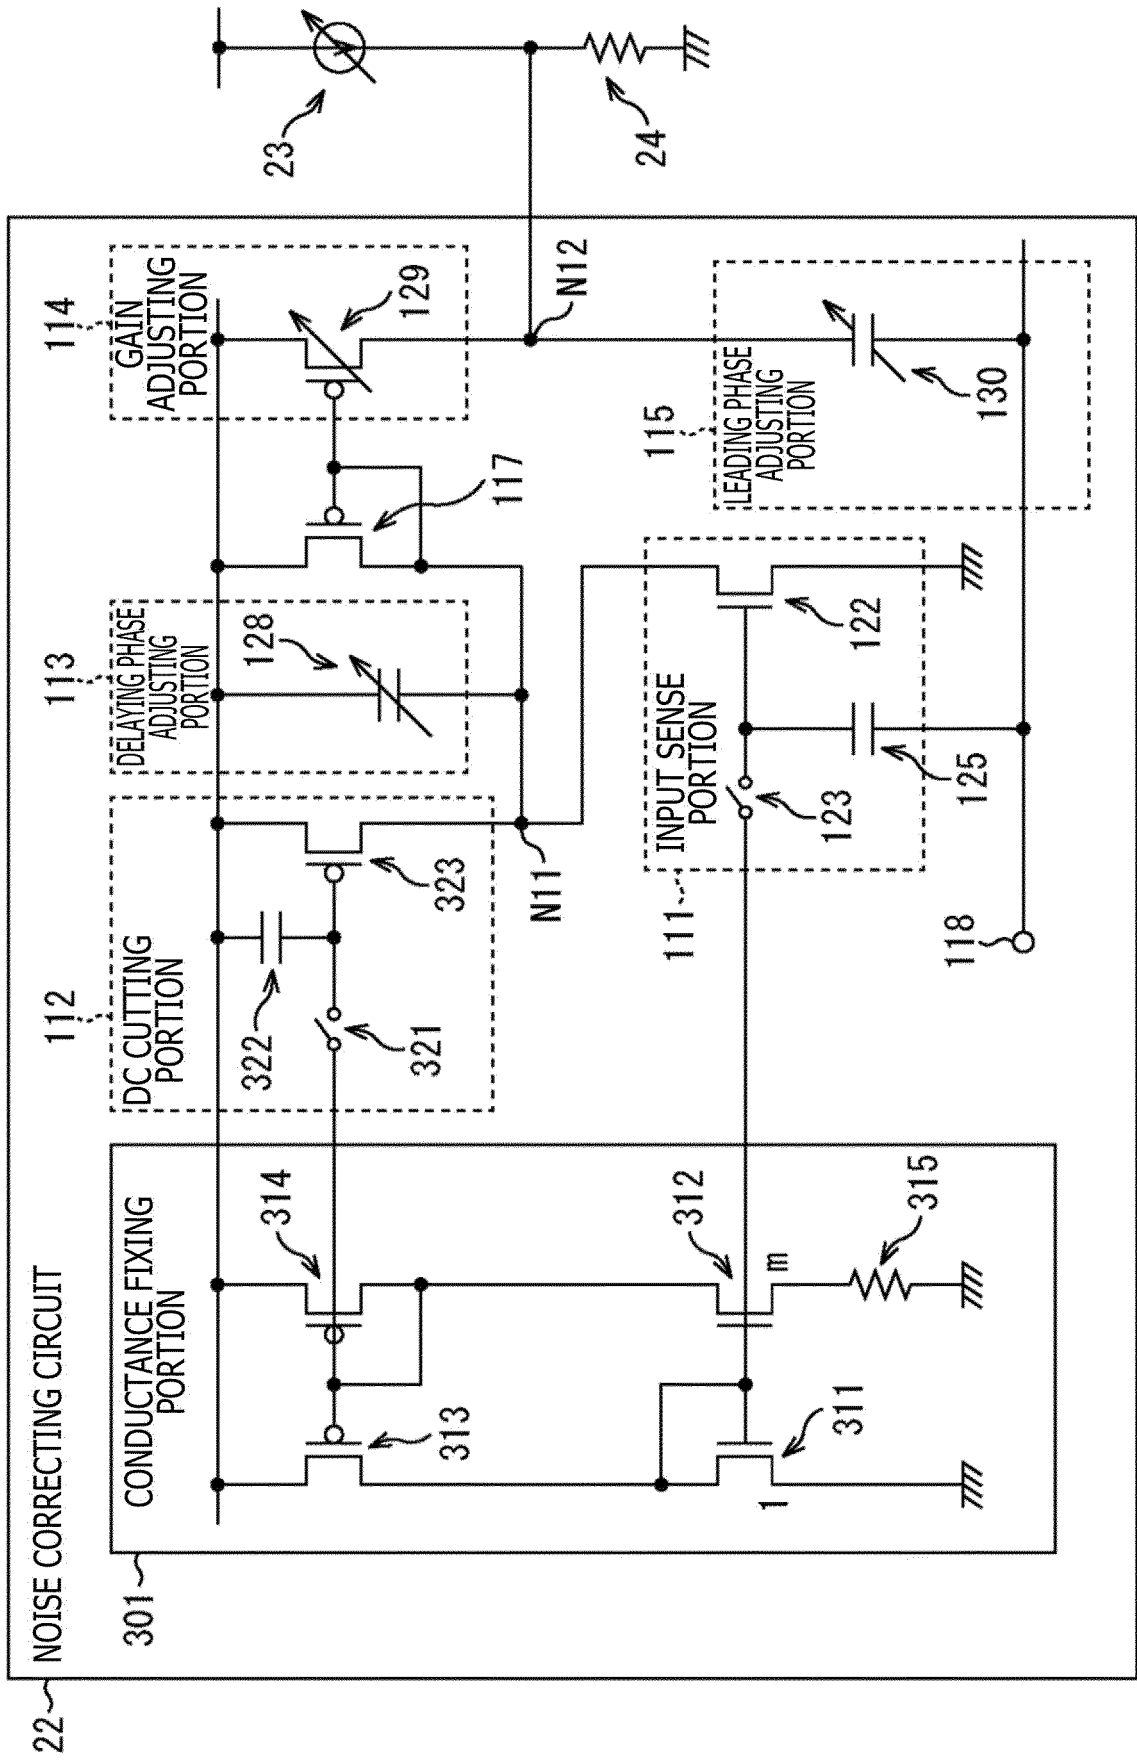 22
NOISE CORRECTING CIRCUIT
301
CONDUCTANCE FIXING
PORTION
313
314
311
1
312
m
315
112
DC CUTTING
PORTION
322
321
323
N11
113
DELAYING PHASE
ADJUSTING
PORTION
128
117
114
GAIN
ADJUSTING
PORTION
129
N12
111
INPUT SENSE
PORTION
123
125
122
118
115
LEADING PHASE
ADJUSTING
PORTION
130
23
24